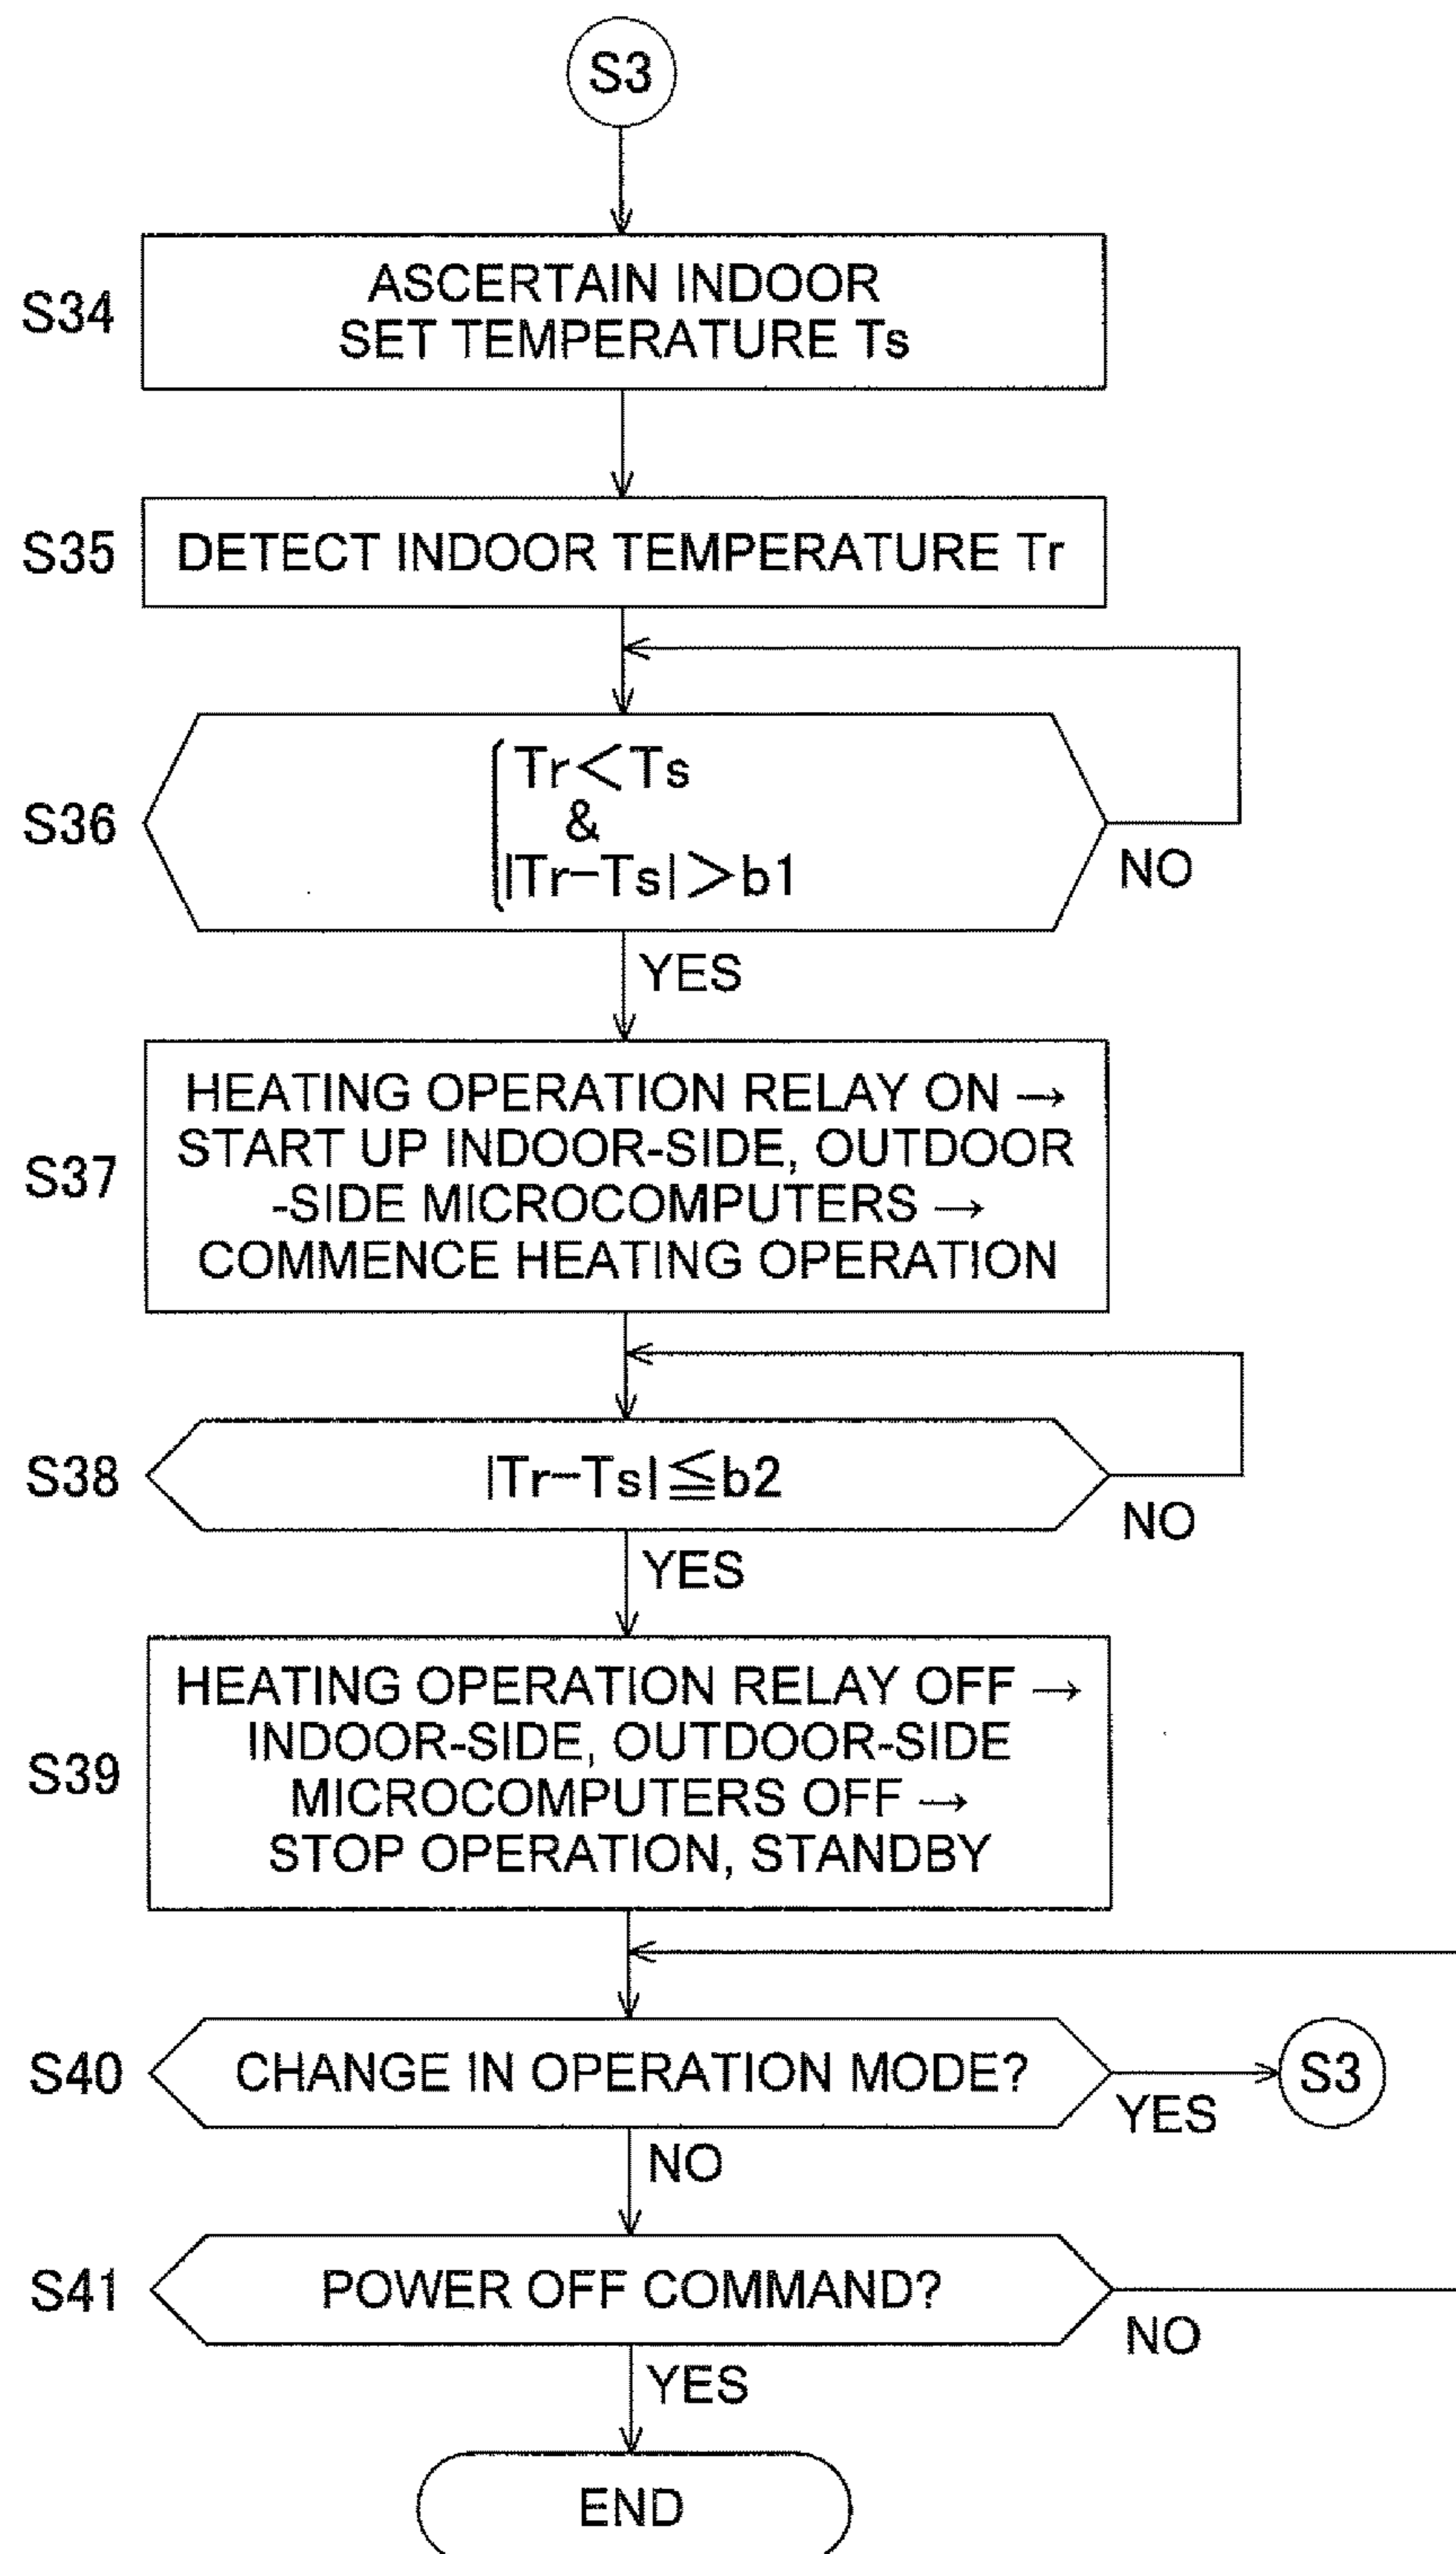 S3
S34
ASCERTAIN INDOOR
SET TEMPERATURE Ts
S35
DETECT INDOOR TEMPERATURE Tr
S36
Tr<Ts
&
|Tr-Ts|>b1
NO
YES
S37
HEATING OPERATION RELAY ON →
START UP INDOOR-SIDE, OUTDOOR
-SIDE MICROCOMPUTERS →
COMMENCE HEATING OPERATION
S38
|Tr-Ts|≦b2
NO
YES
S39
HEATING OPERATION RELAY OFF →
INDOOR-SIDE, OUTDOOR-SIDE
MICROCOMPUTERS OFF →
STOP OPERATION, STANDBY
S40
CHANGE IN OPERATION MODE?
YES
S3
NO
S41
POWER OFF COMMAND?
NO
YES
END